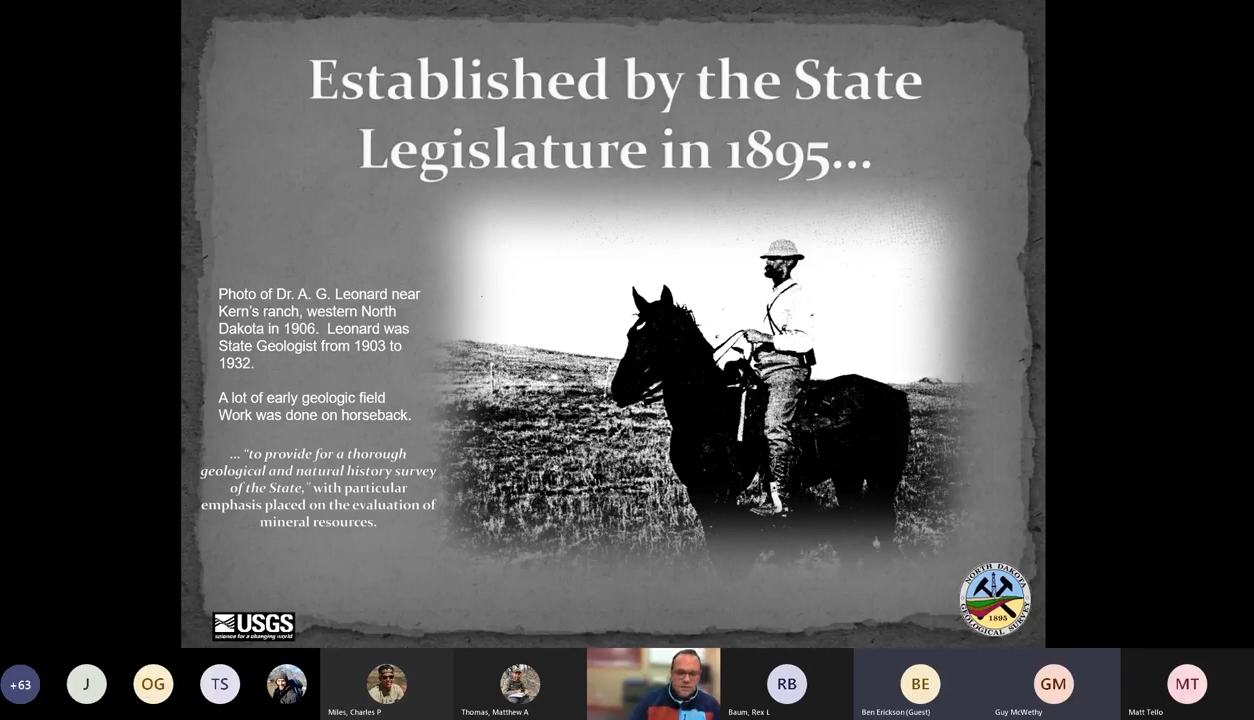 Established by the State
Legislature in 1895...
Photo of Dr. A. G. Leonard near
Kern's ranch, western North
Dakota in 1906. Leonard was
State Geologist from 1903 to
1932.
A lot of early geologic field
Work was done on horseback.
... "to provide for a thorough
geological and natural history survey
of the State," with particular
emphasis placed on the evaluation of
mineral resources.
USGS
science for a changing world
NORTH DAKOTA
GEOLOGICAL SURVEY
1895
+63
J
OG
TS
Miles, Charles P
Thomas, Matthew A
RB
Baum, Rex L
BE
Ben Erickson (Guest)
GM
Guy McWethy
MT
Matt Tello